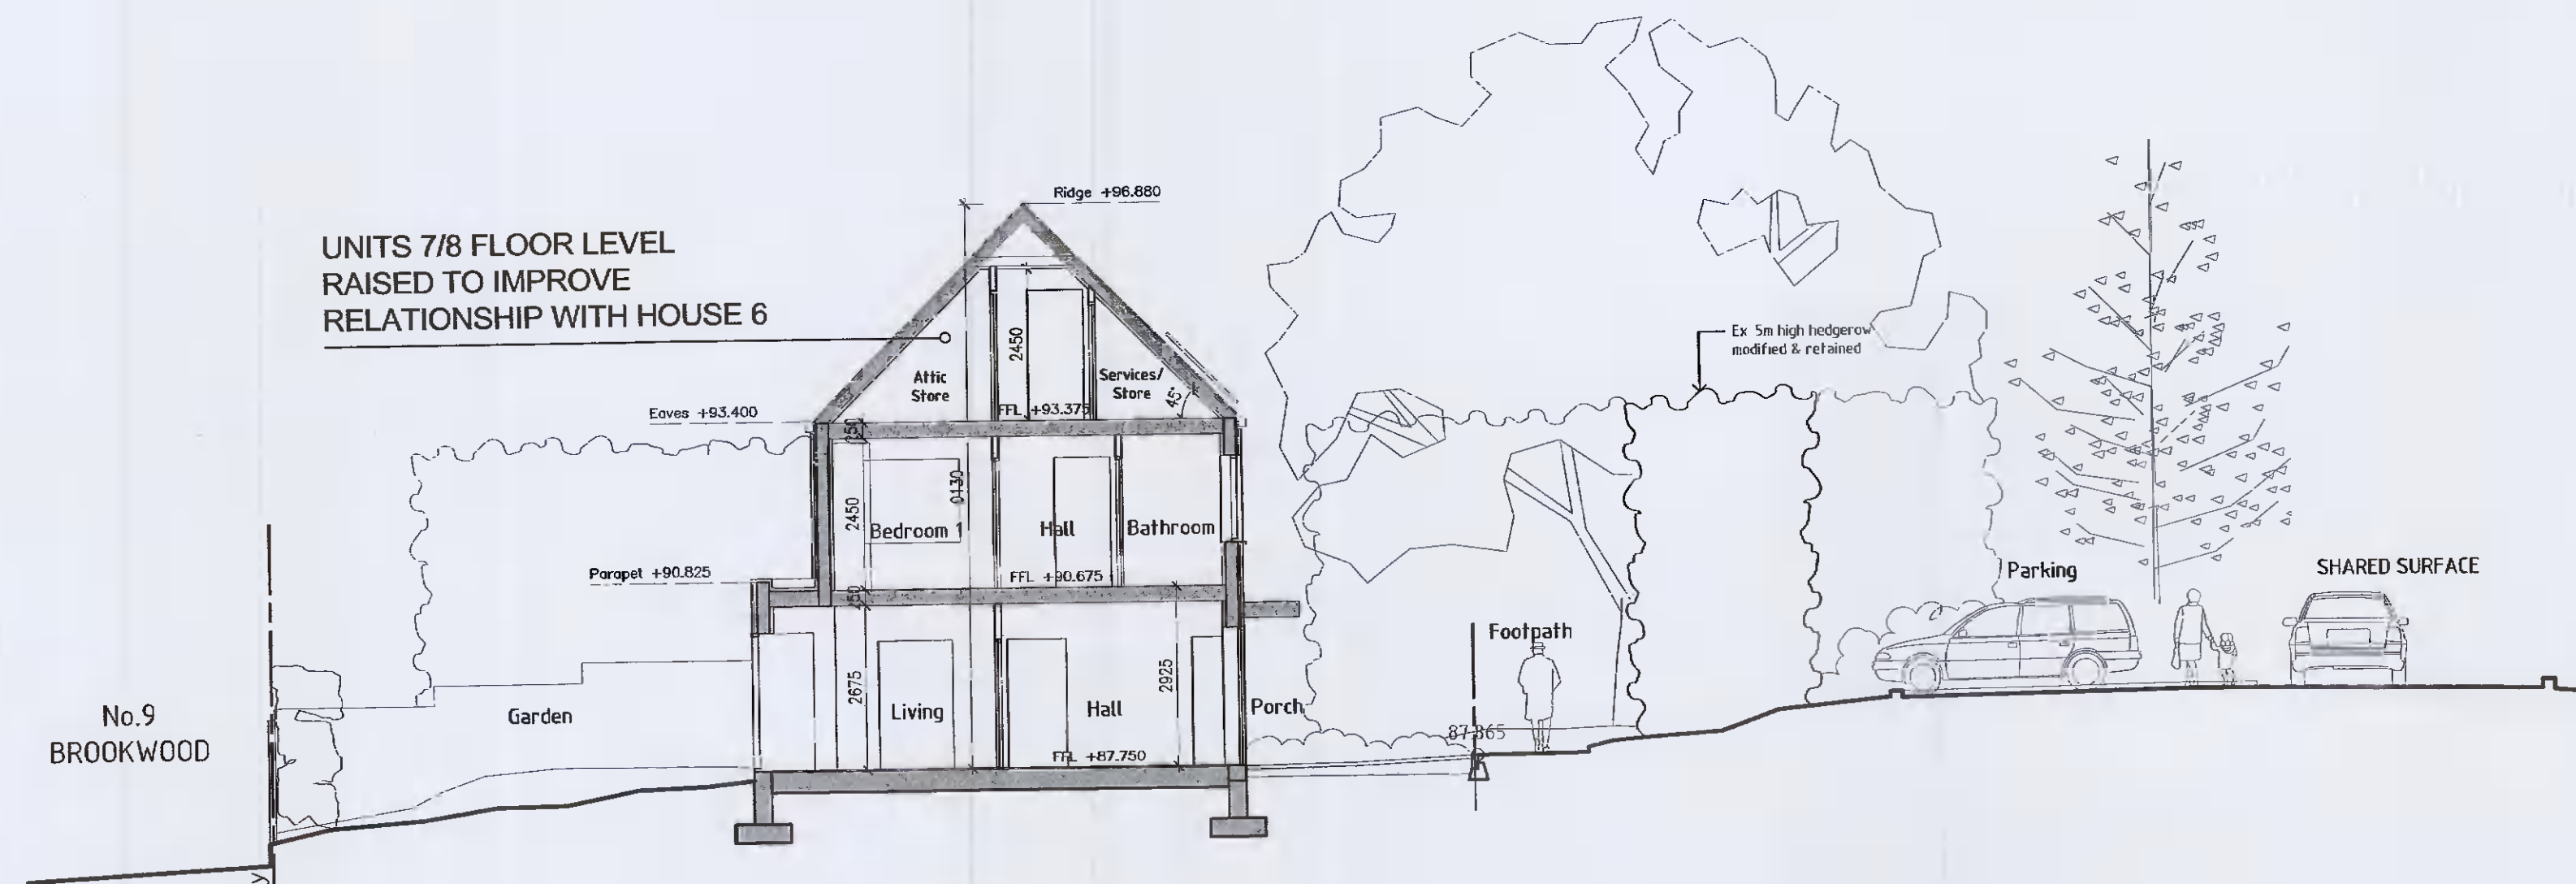 Ridge +96.880
UNITS 7/8 FLOOR LEVEL
RAISED TO IMPROVE
RELATIONSHIP WITH HOUSE 6
Ex 5m high hedgerow
modified & retained
2450
Attic
Store
Services/
Store
45°
Eaves +93.400
FFL +93.375
250
2450
0130
Bedroom 1
Hall
Bathroom
Parapet +90.825
FFL +90.675
250
Parking
SHARED SURFACE
Footpath
2675
2925
No.9
BROOKWOOD
Garden
Living
Hall
Porch
87.865
FFL +87.750
y